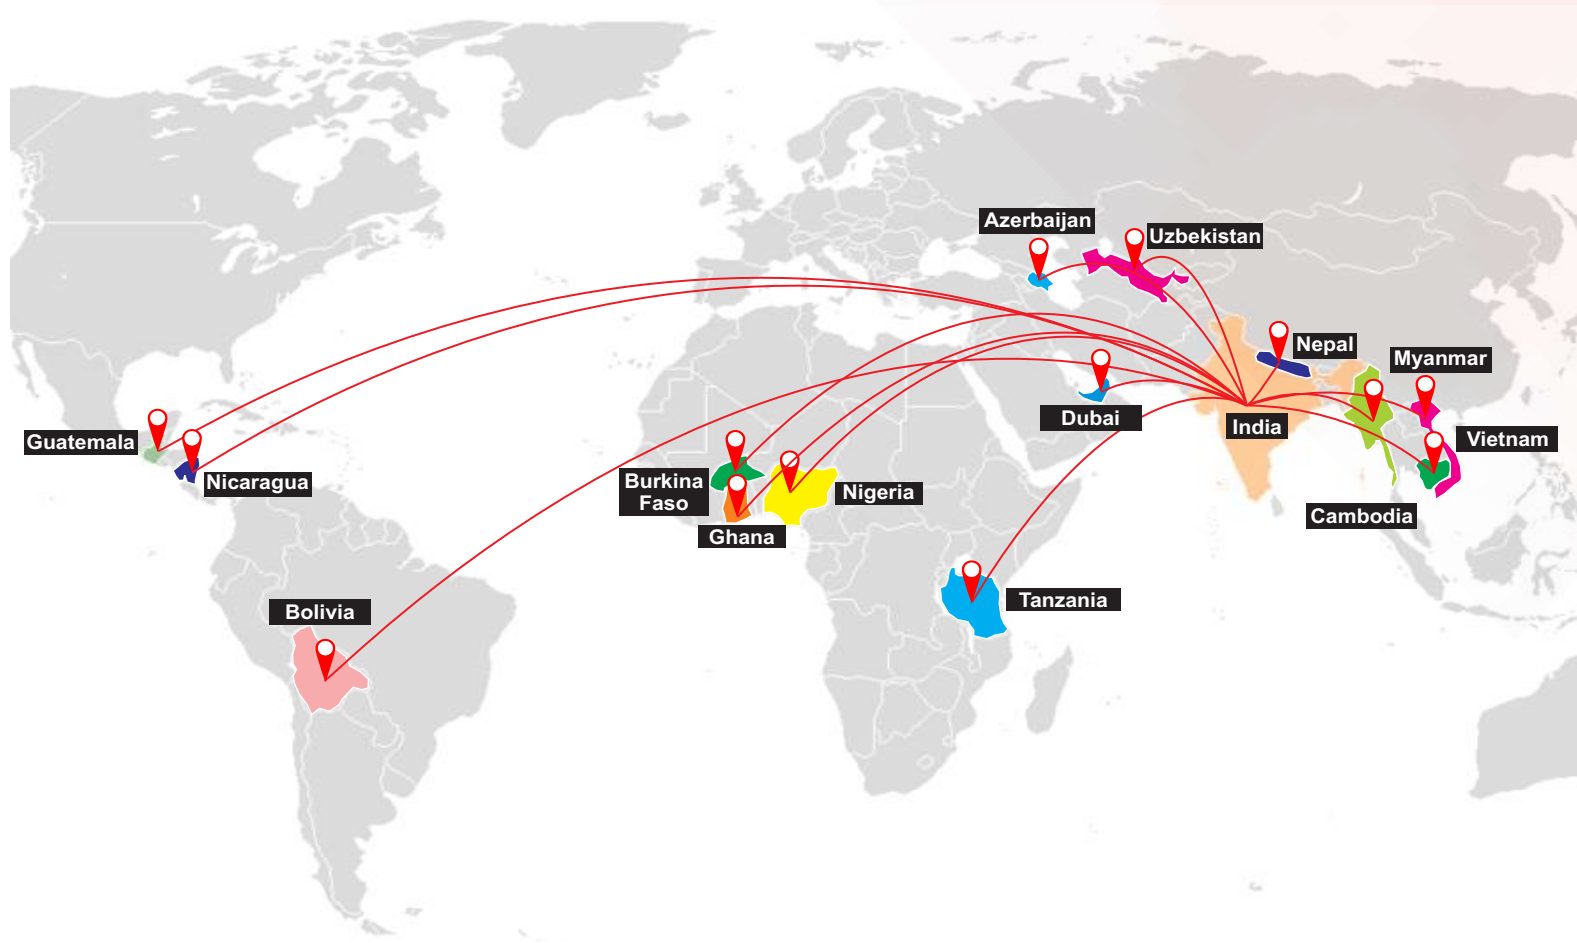 Azerbaijan
Uzbekistan
Nepal
Myanmar
Dubai
India
Vietnam
Guatemala
Nicaragua
Burkina
Faso
Nigeria
Cambodia
Ghana
Tanzania
Bolivia